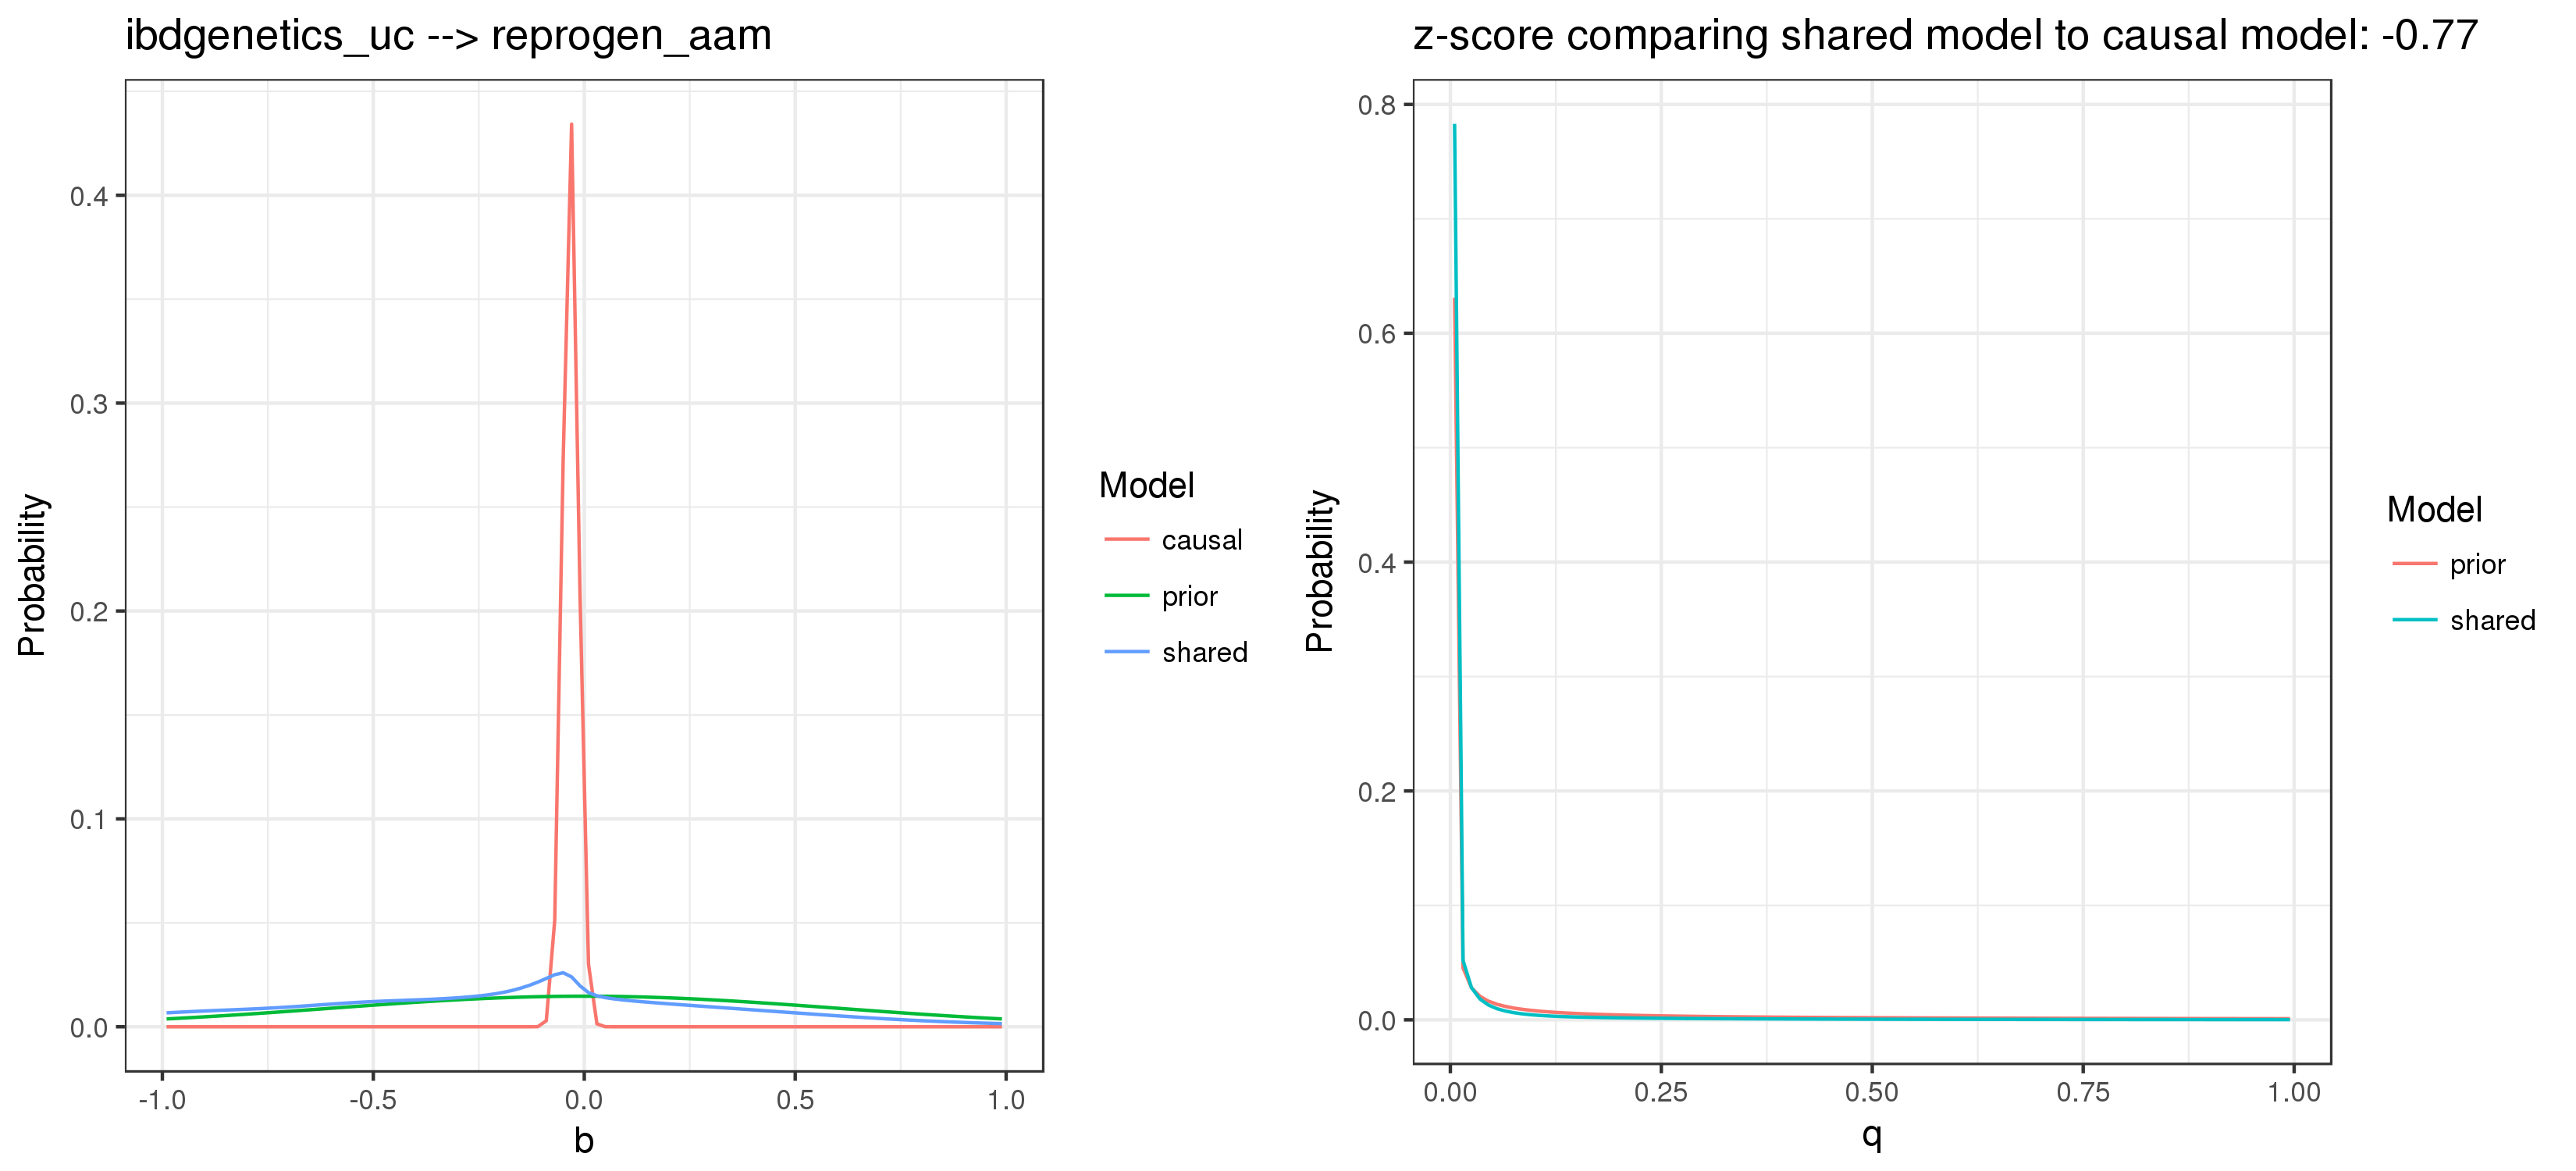 ibdgenetics_uc --> reprogen_aam
Probability
0.4
0.3
0.2
0.1
0.0
-1.0
-0.5
0.0
0.5
1.0
b
Model
causal
prior
shared
z-score comparing shared model to causal model: -0.77
Probability
0.8
0.6
0.4
0.2
0.0
0.00
0.25
0.50
0.75
1.00
q
Model
prior
shared